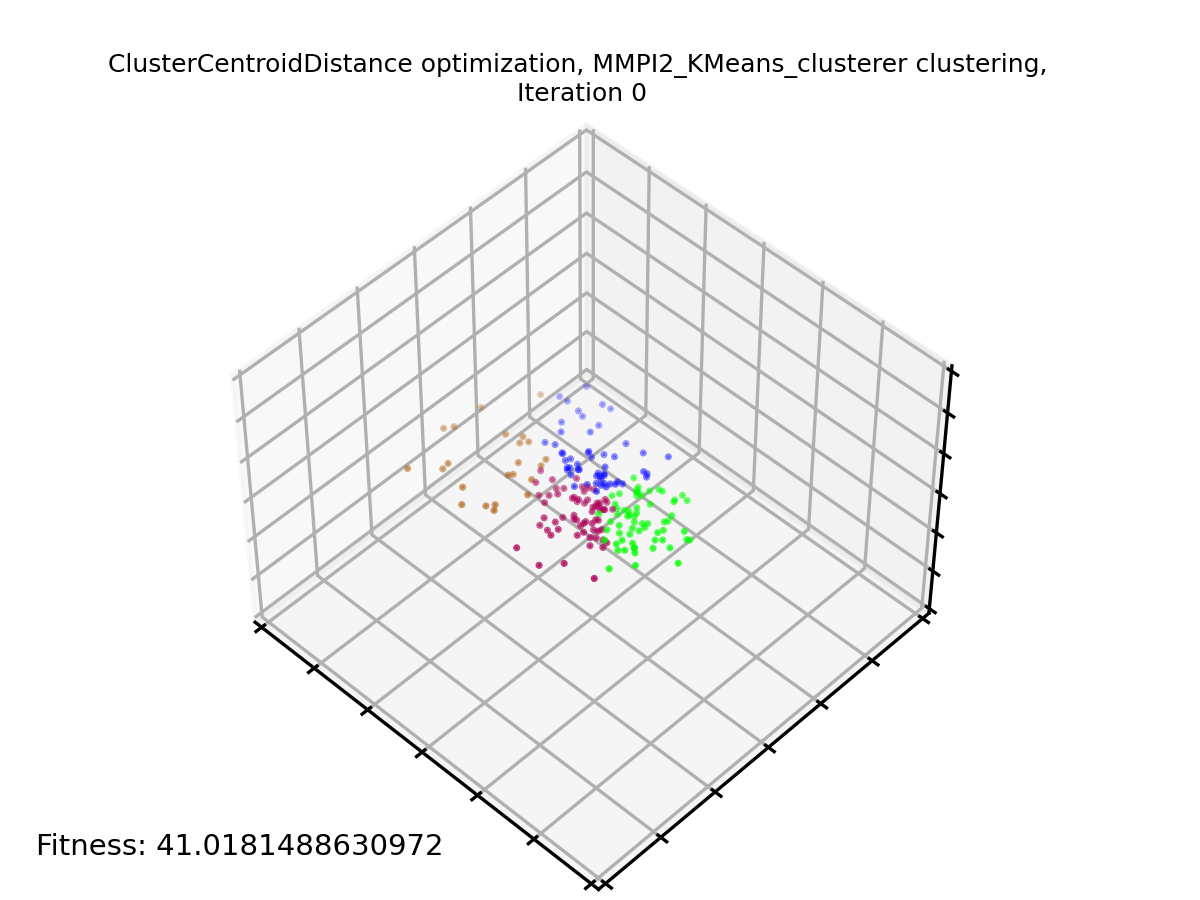 ClusterCentroidDistance optimization, MMPI2_KMeans_clusterer clustering,
Iteration 0
Fitness: 41.0181488630972